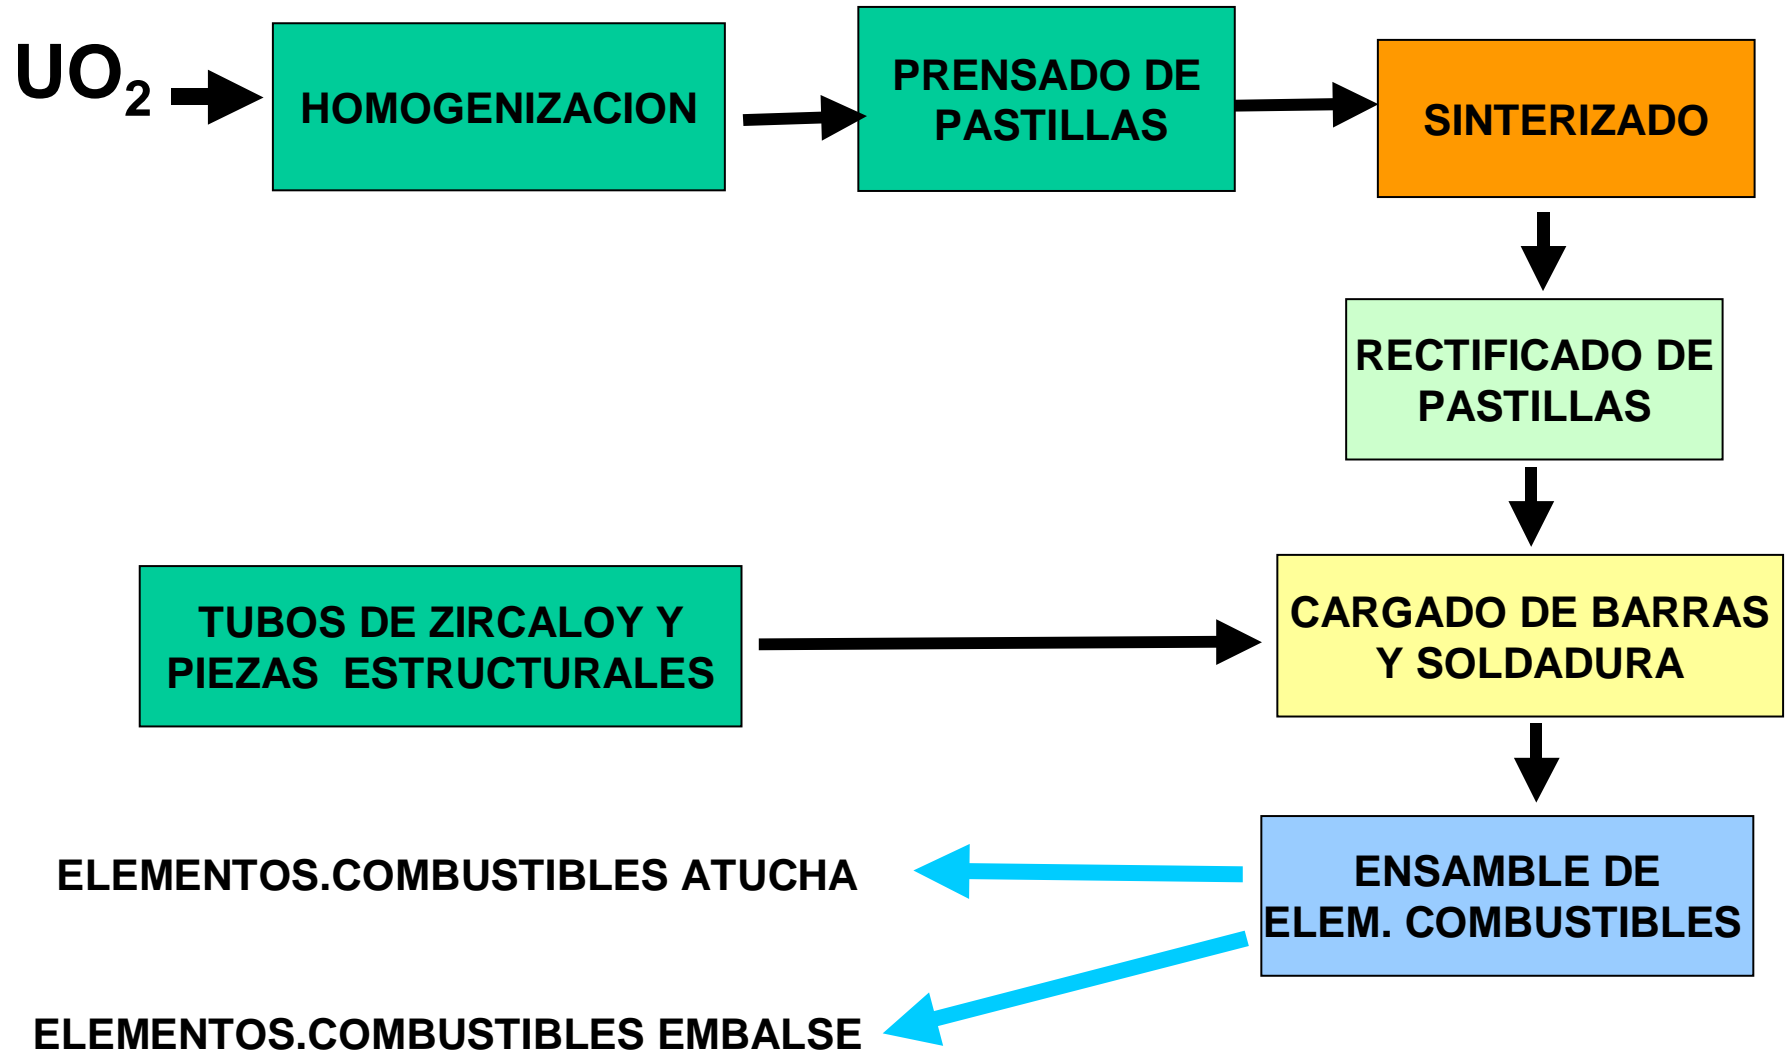 UO₂
HOMOGENIZACION
PRENSADO DE
PASTILLAS
SINTERIZADO
RECTIFICADO DE
PASTILLAS
TUBOS DE ZIRCALOY Y
PIEZAS  ESTRUCTURALES
CARGADO DE BARRAS
Y SOLDADURA
ENSAMBLE DE
ELEM. COMBUSTIBLES
ELEMENTOS.COMBUSTIBLES ATUCHA
ELEMENTOS.COMBUSTIBLES EMBALSE